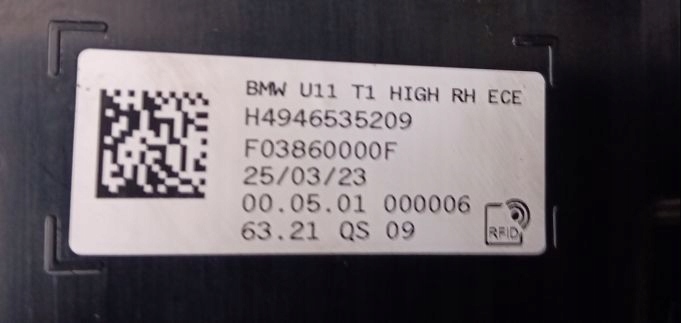 BMW U11 T1 HIGH RH ECE
H4946535209
F03860000F
25/03/23
00.05.01 000006
63.21 QS 09
RFID